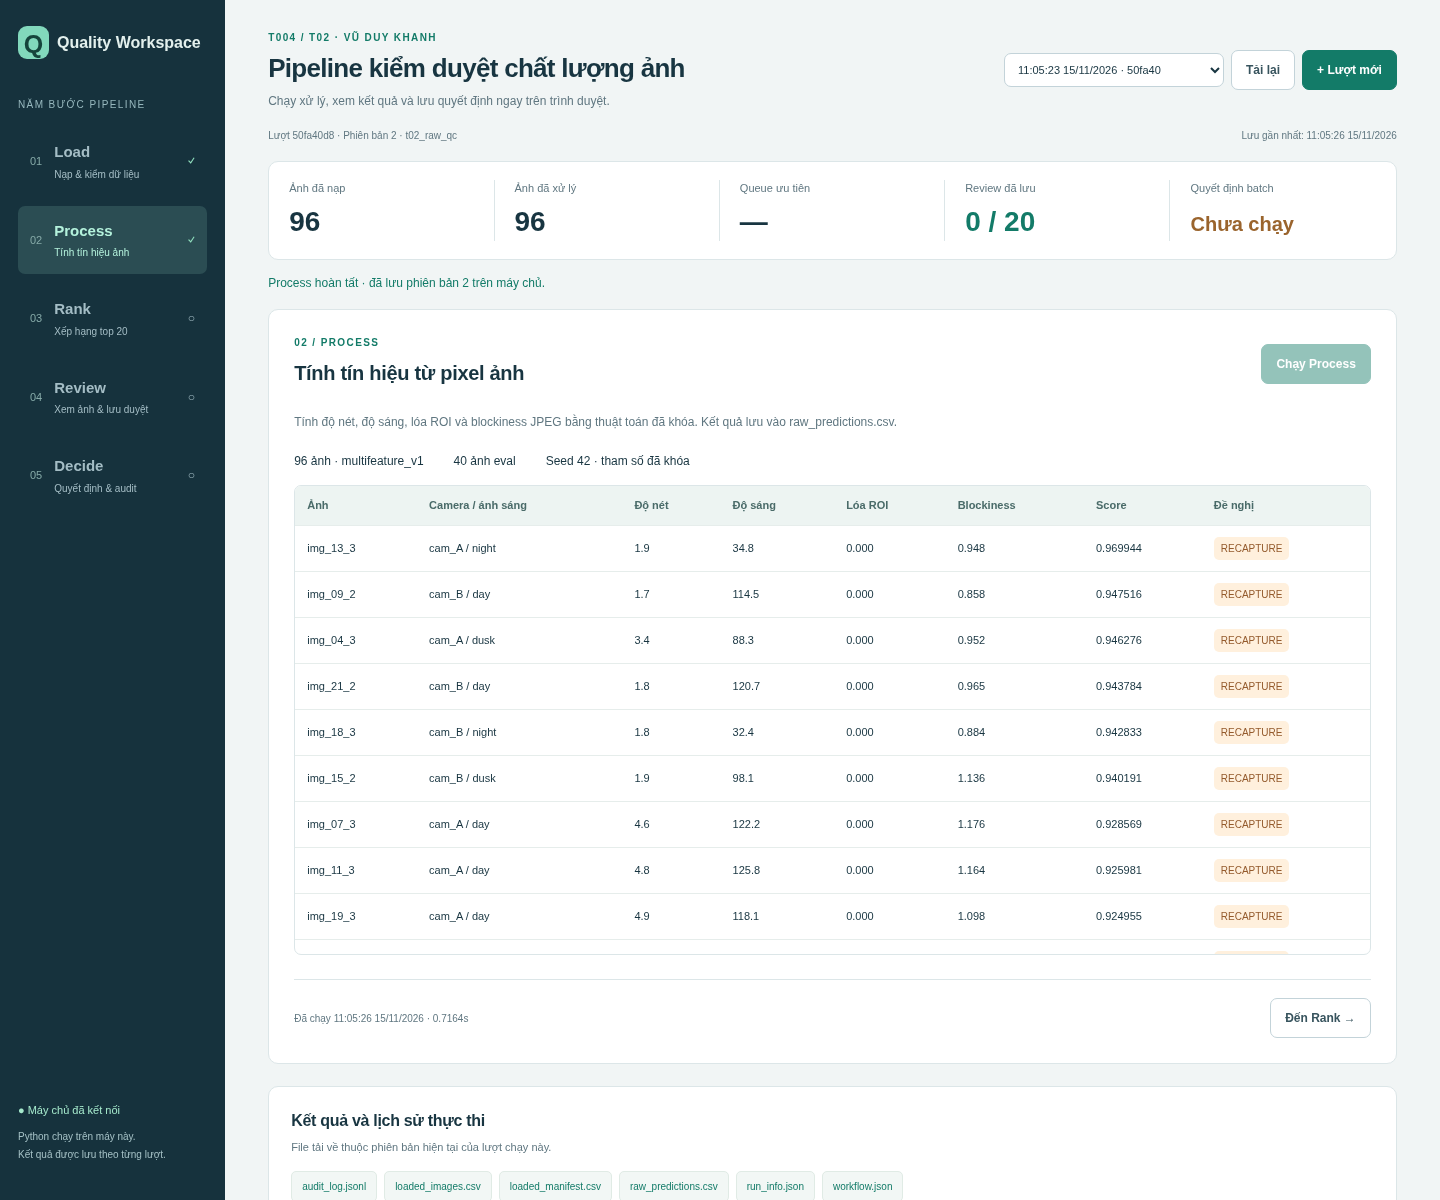 Q Quality Workspace
NĂM BƯỚC PIPELINE
01 Load ✓
Nạp & kiểm dữ liệu
02 Process ✓
Tính tín hiệu ảnh
03 Rank ○
Xếp hạng top 20
04 Review ○
Xem ảnh & lưu duyệt
05 Decide ○
Quyết định & audit
● Máy chủ đã kết nối
Python chạy trên máy này.
Kết quả được lưu theo từng lượt.
T004 / T02 · VŨ DUY KHANH
Pipeline kiểm duyệt chất lượng ảnh
Chạy xử lý, xem kết quả và lưu quyết định ngay trên trình duyệt.
11:05:23 15/11/2026 · 50fa40
Tải lại
+ Lượt mới
Lượt 50fa40d8 · Phiên bản 2 · t02_raw_qc
Lưu gần nhất: 11:05:26 15/11/2026
Ảnh đã nạp
96
Ảnh đã xử lý
96
Queue ưu tiên
—
Review đã lưu
0 / 20
Quyết định batch
Chưa chạy
Process hoàn tất · đã lưu phiên bản 2 trên máy chủ.
02 / PROCESS
Tính tín hiệu từ pixel ảnh
Chạy Process
Tính độ nét, độ sáng, lóa ROI và blockiness JPEG bằng thuật toán đã khóa. Kết quả lưu vào raw_predictions.csv.
96 ảnh · multifeature_v1 40 ảnh eval Seed 42 · tham số đã khóa
Ảnh Camera / ánh sáng Độ nét Độ sáng Lóa ROI Blockiness Score Đề nghị
img_13_3 cam_A / night 1.9 34.8 0.000 0.948 0.969944 RECAPTURE
img_09_2 cam_B / day 1.7 114.5 0.000 0.858 0.947516 RECAPTURE
img_04_3 cam_A / dusk 3.4 88.3 0.000 0.952 0.946276 RECAPTURE
img_21_2 cam_B / day 1.8 120.7 0.000 0.965 0.943784 RECAPTURE
img_18_3 cam_B / night 1.8 32.4 0.000 0.884 0.942833 RECAPTURE
img_15_2 cam_B / dusk 1.9 98.1 0.000 1.136 0.940191 RECAPTURE
img_07_3 cam_A / day 4.6 122.2 0.000 1.176 0.928569 RECAPTURE
img_11_3 cam_A / day 4.8 125.8 0.000 1.164 0.925981 RECAPTURE
img_19_3 cam_A / day 4.9 118.1 0.000 1.098 0.924955 RECAPTURE
Đã chạy 11:05:26 15/11/2026 · 0.7164s
Đến Rank →
Kết quả và lịch sử thực thi
File tải về thuộc phiên bản hiện tại của lượt chạy này.
audit_log.jsonl loaded_images.csv loaded_manifest.csv raw_predictions.csv run_info.json workflow.json